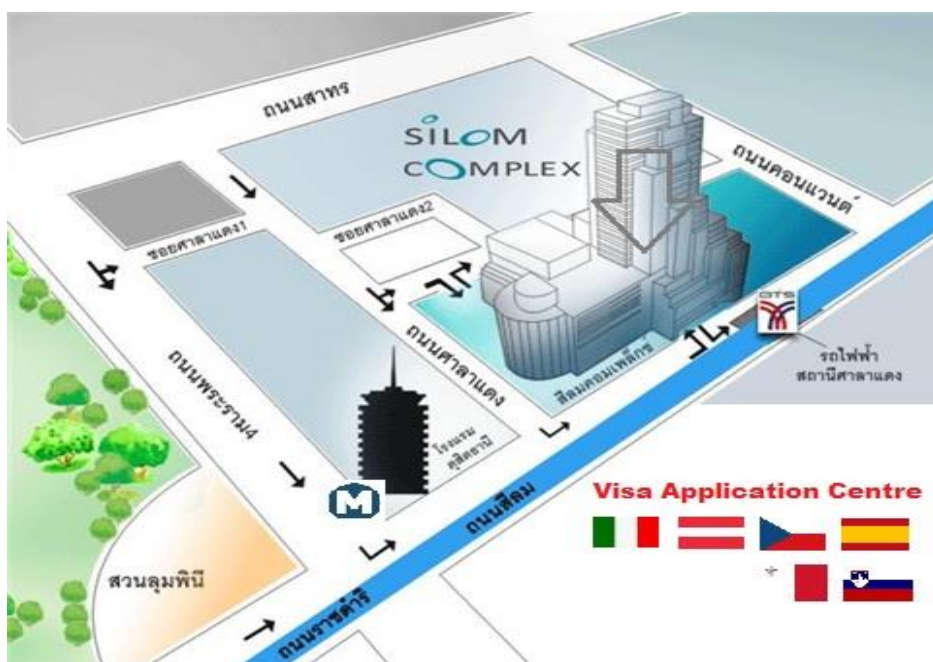 ถนนสาทร
SILOM
COMPLEX
ถนนคอนแวนต์
ซอยศาลาแดง1
ซอยศาลาแดง2
ถนนศาลาแดง
สีลมคอมเพล็กซ์
BTS
รถไฟฟ้า
สถานีศาลาแดง
ถนนพระราม4
โรงแรม
ดุสิตธานี
M
ถนนสีลม
Visa Application Centre
สวนลุมพินี
ถนนราชดำริ